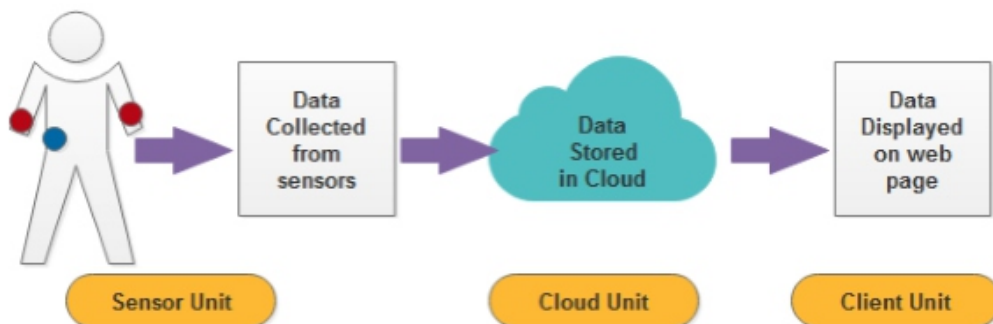 Data
Collected
from
sensors
Data
Stored
in Cloud
Data
Displayed
on web
page
Sensor Unit
Cloud Unit
Client Unit